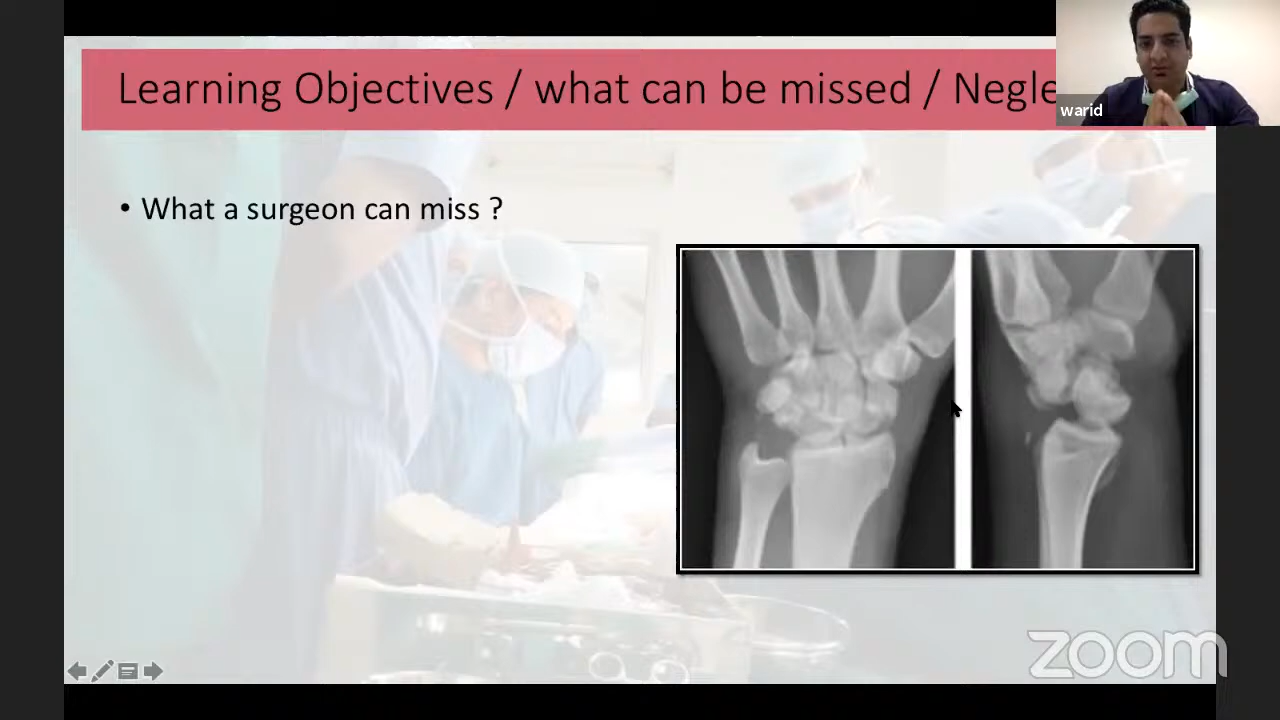 Learning Objectives / what can be missed / Negle
warid
• What a surgeon can miss ?
zoom